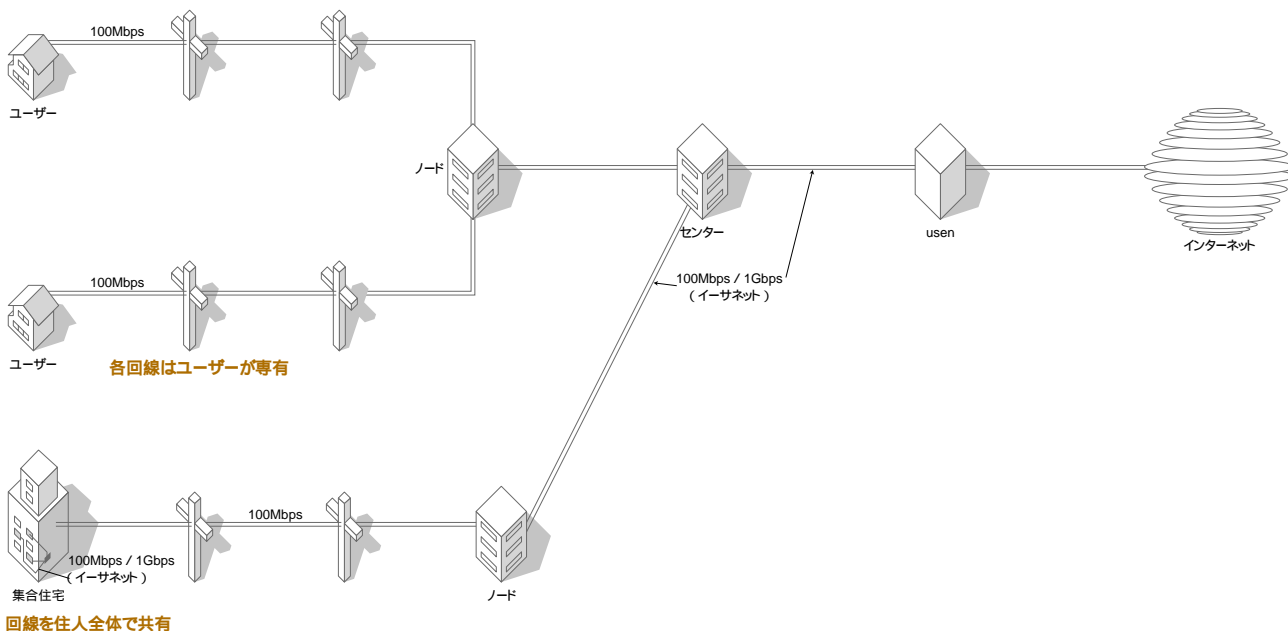 100Mbps
ユーザー
ノード
センター
usen
インターネット
100Mbps / 1Gbps
（イーサネット）
100Mbps
ユーザー
各回線はユーザーが専有
100Mbps
100Mbps / 1Gbps
（イーサネット）
集合住宅
ノード
回線を住人全体で共有